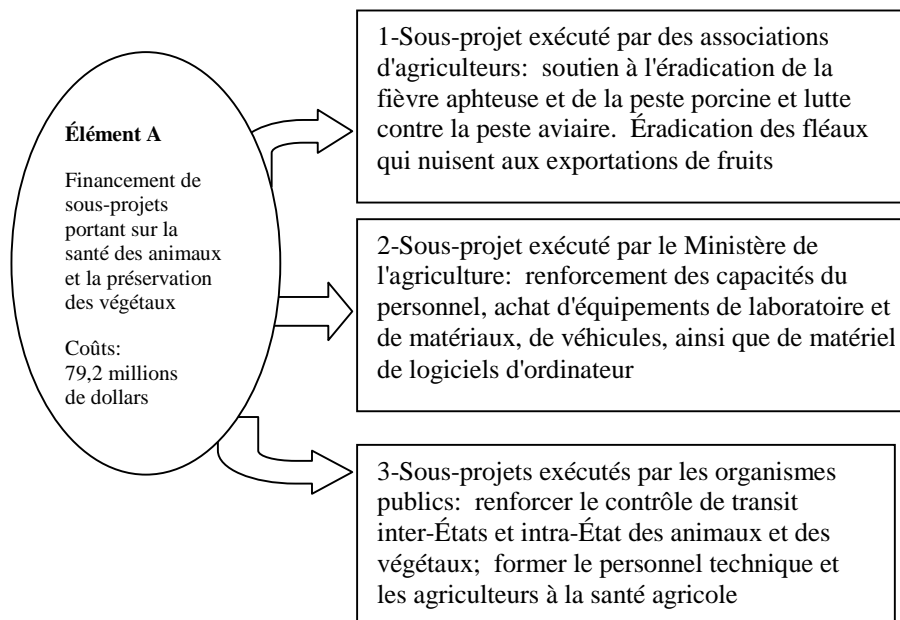 Élément A
Financement de
sous-projets
portant sur la
santé des animaux
et la préservation
des végétaux
Coûts:
79,2 millions
de dollars
1-Sous-projet exécuté par des associations
d'agriculteurs: soutien à l'éradication de la
fièvre aphteuse et de la peste porcine et lutte
contre la peste aviaire. Éradication des fléaux
qui nuisent aux exportations de fruits
2-Sous-projet exécuté par le Ministère de
l'agriculture: renforcement des capacités du
personnel, achat d'équipements de laboratoire et
de matériaux, de véhicules, ainsi que de matériel
de logiciels d'ordinateur
3-Sous-projets exécutés par les organismes
publics: renforcer le contrôle de transit
inter-États et intra-État des animaux et des
végétaux; former le personnel technique et
les agriculteurs à la santé agricole